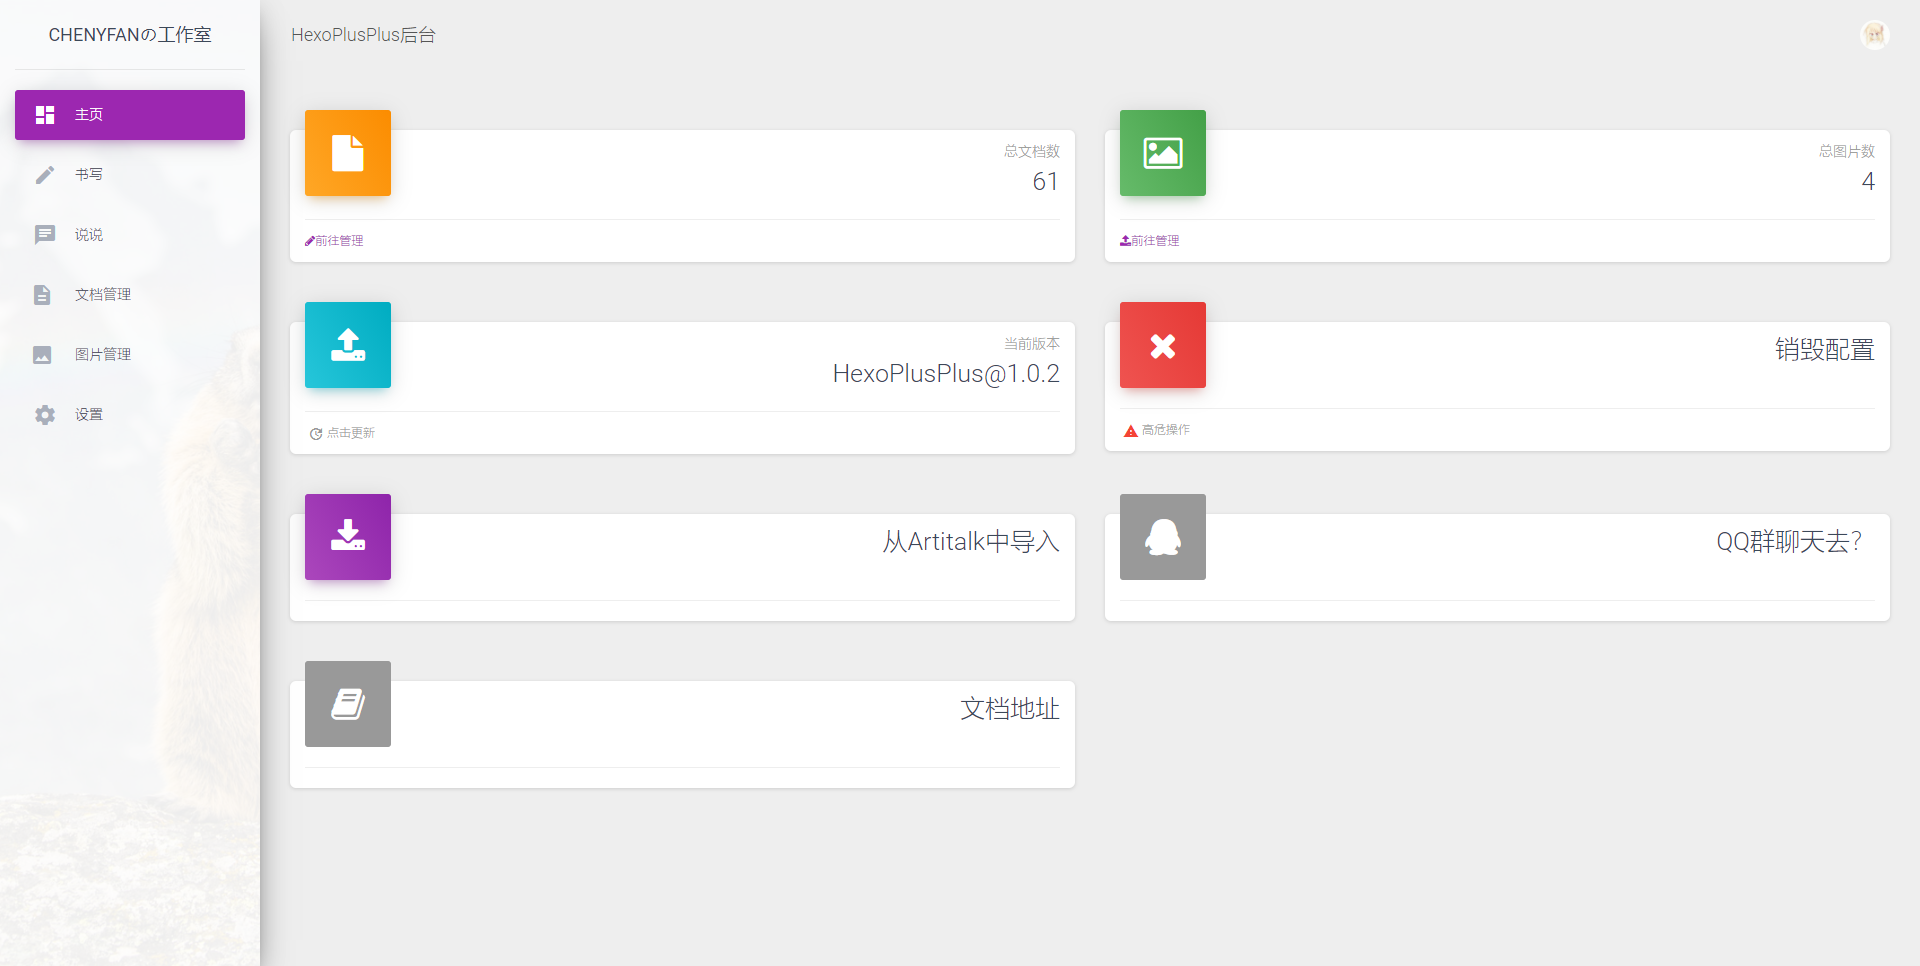 CHENYFANの工作室
主页
书写
说说
文档管理
图片管理
设置
HexoPlusPlus后台
总文档数
61
前往管理
总图片数
4
前往管理
当前版本
HexoPlusPlus@1.0.2
点击更新
销毁配置
高危操作
从Artitalk中导入
QQ群聊天去？
文档地址